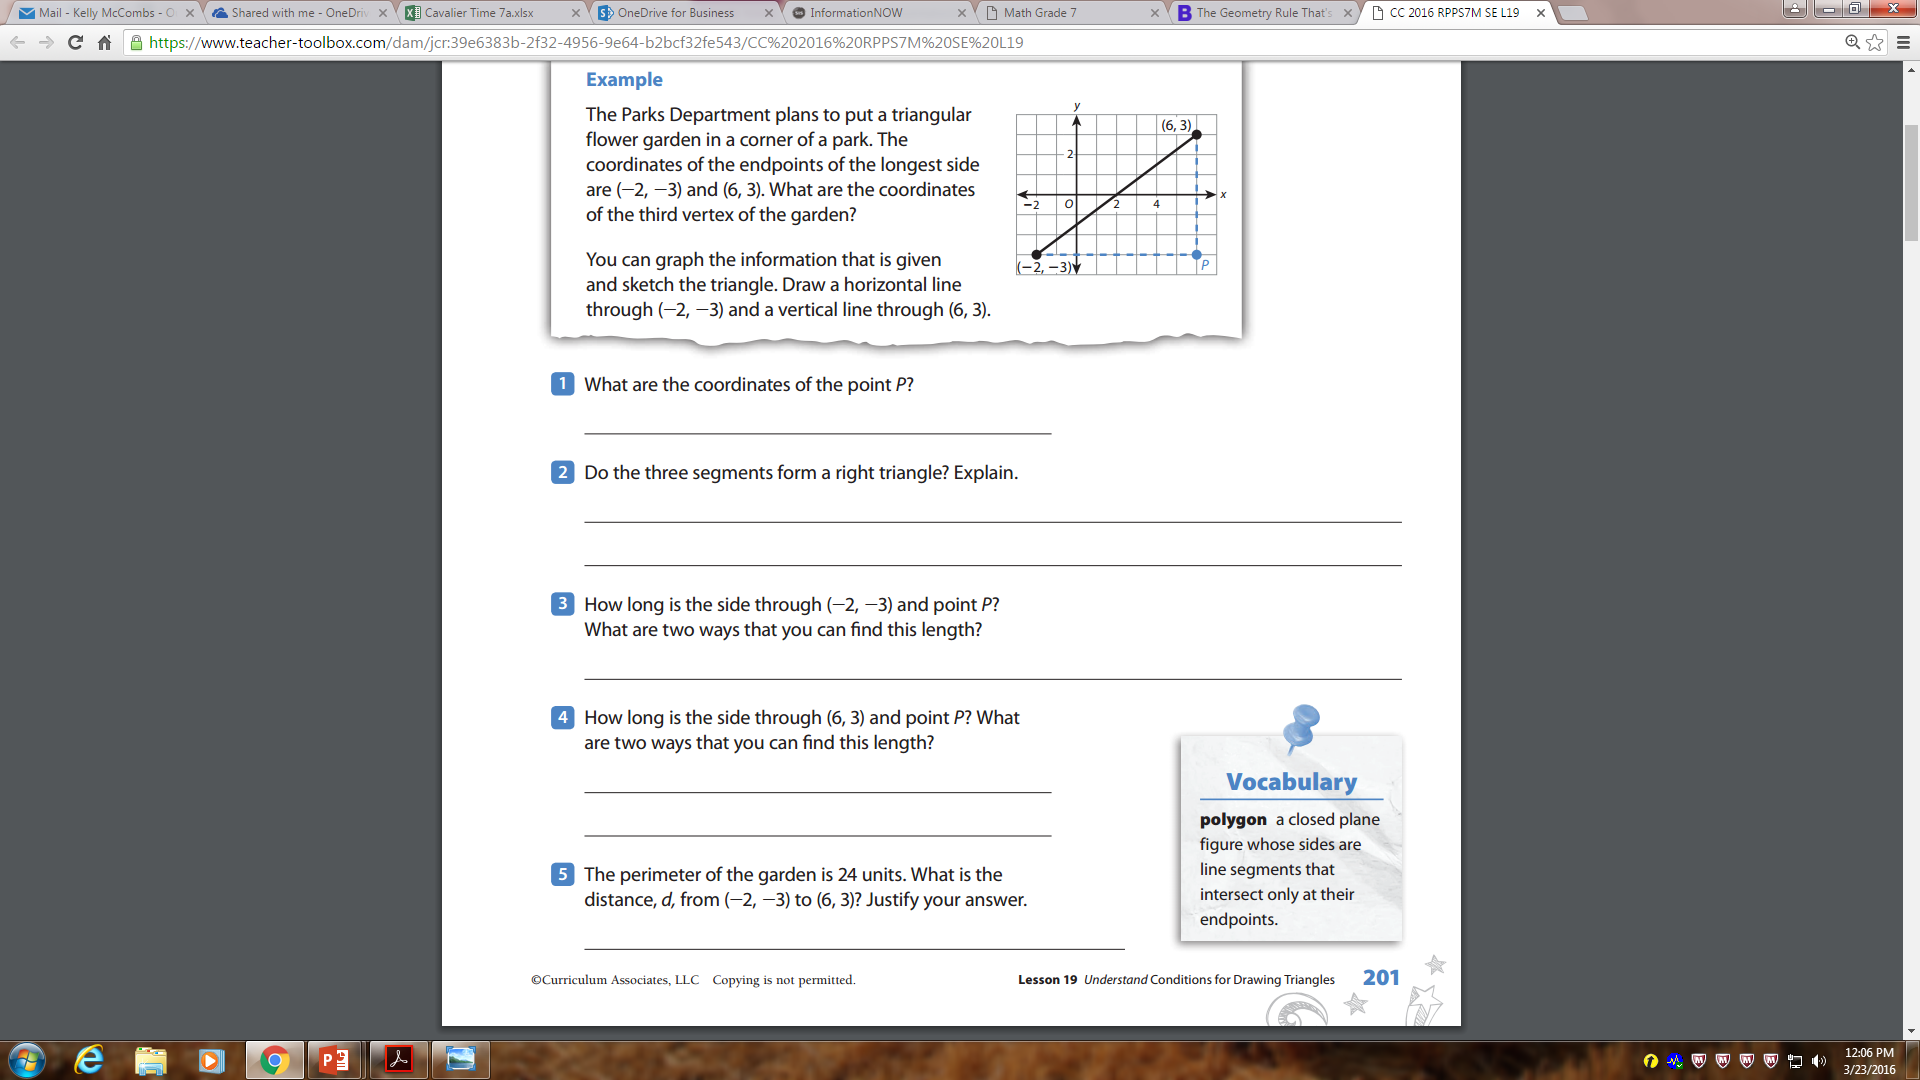 Mail - Kelly McCombs - O
Shared with me - OneDriv
Cavalier Time 7a.xlsx
OneDrive for Business
InformationNOW
Math Grade 7
The Geometry Rule That's
CC 2016 RPPS7M SE L19
https://www.teacher-toolbox.com/dam/jcr:39e6383b-2f32-4956-9e64-b2bcf32fe543/CC%202016%20RPPS7M%20SE%20L19
Example
The Parks Department plans to put a triangular
flower garden in a corner of a park. The
coordinates of the endpoints of the longest side
are (−2, −3) and (6, 3). What are the coordinates
of the third vertex of the garden?
You can graph the information that is given
and sketch the triangle. Draw a horizontal line
through (−2, −3) and a vertical line through (6, 3).
y
(6, 3)
2
x
−2
O
2
4
(−2, −3)
P
1 What are the coordinates of the point P?
2 Do the three segments form a right triangle? Explain.
3 How long is the side through (−2, −3) and point P?
What are two ways that you can find this length?
4 How long is the side through (6, 3) and point P? What
are two ways that you can find this length?
5 The perimeter of the garden is 24 units. What is the
distance, d, from (−2, −3) to (6, 3)? Justify your answer.
Vocabulary
polygon a closed plane
figure whose sides are
line segments that
intersect only at their
endpoints.
©Curriculum Associates, LLC Copying is not permitted.
Lesson 19 Understand Conditions for Drawing Triangles 201
12:06 PM
3/23/2016